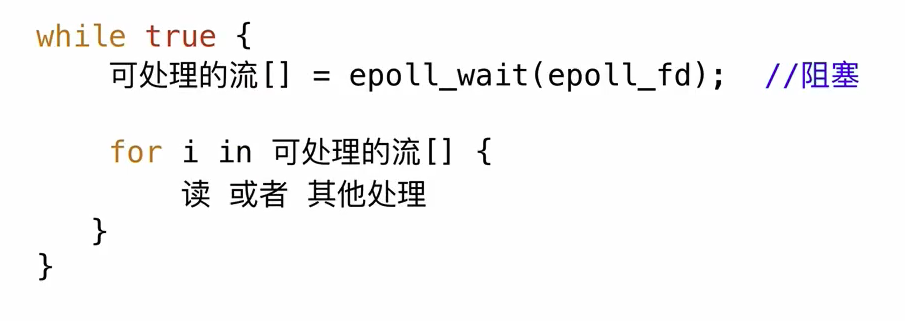 while true {
可处理的流[] = epoll_wait(epoll_fd); //阻塞
for i in 可处理的流[] {
读 或者 其他处理
}
}